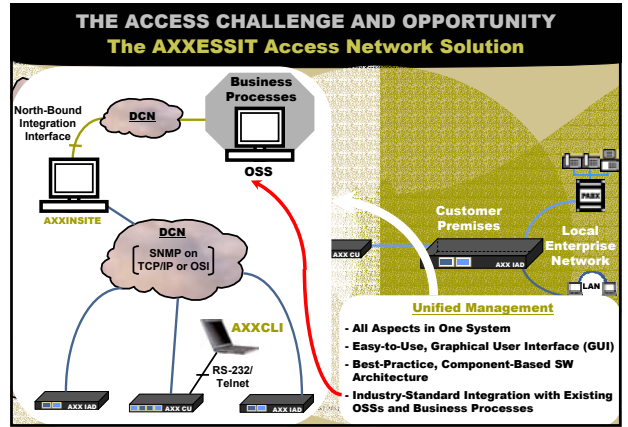 THE ACCESS CHALLENGE AND OPPORTUNITY
The AXXESSIT Access Network Solution
Business
Processes
North-Bound
Integration
Interface
DCN
OSS
AXXINSITE
DCN
SNMP on
TCP/IP or OSI
AXXCLI
RS-232/
Telnet
AXX IAD
AXX CU
AXX IAD
AXX CU
Customer
Premises
AXX IAD
PABX
Local
Enterprise
Network
LAN
Unified Management
- All Aspects in One System
- Easy-to-Use, Graphical User Interface (GUI)
- Best-Practice, Component-Based SW
Architecture
- Industry-Standard Integration with Existing
OSSs and Business Processes